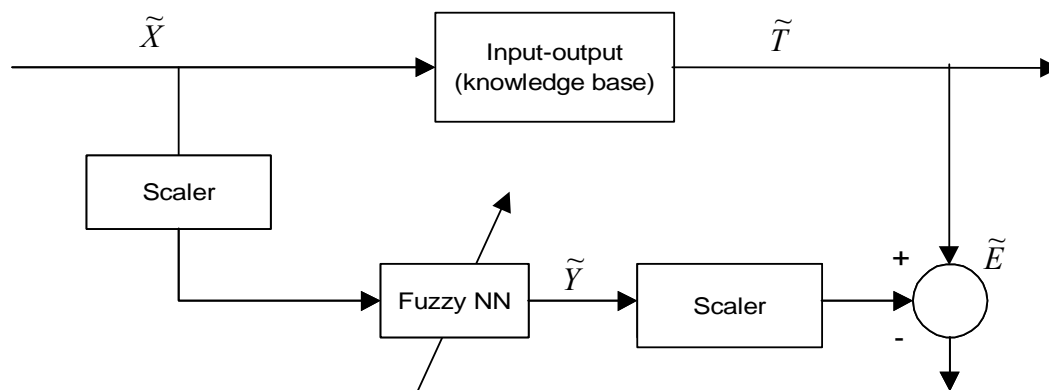 X̃
Input-output
(knowledge base)
T̃
Scaler
Fuzzy NN
Ỹ
Scaler
+
Ẽ
-